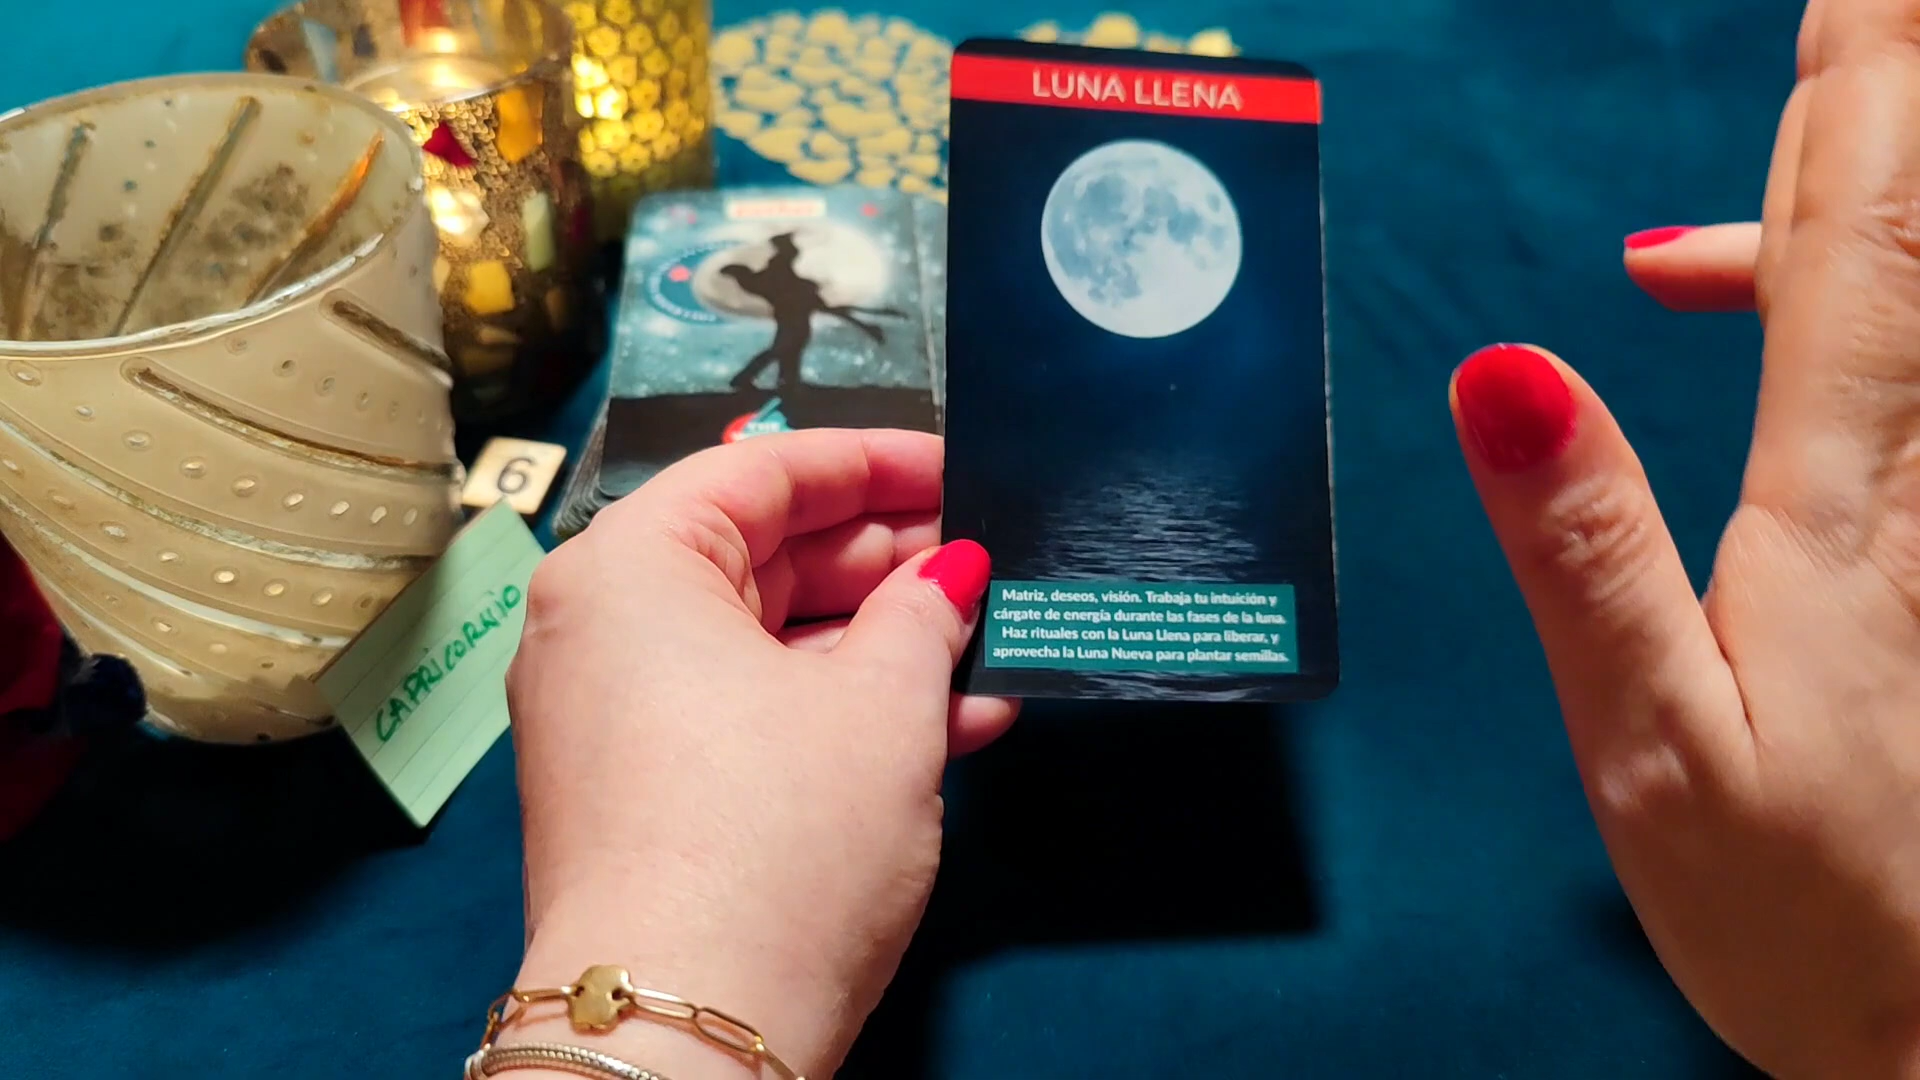 LUNA LLENA
6
THE
CAPRICORNIO
Matriz, deseos, visión. Trabaja tu intuición y
cárgate de energía durante las fases de la luna.
Haz rituales con la Luna Llena para liberar, y
aprovecha la Luna Nueva para plantar semillas.